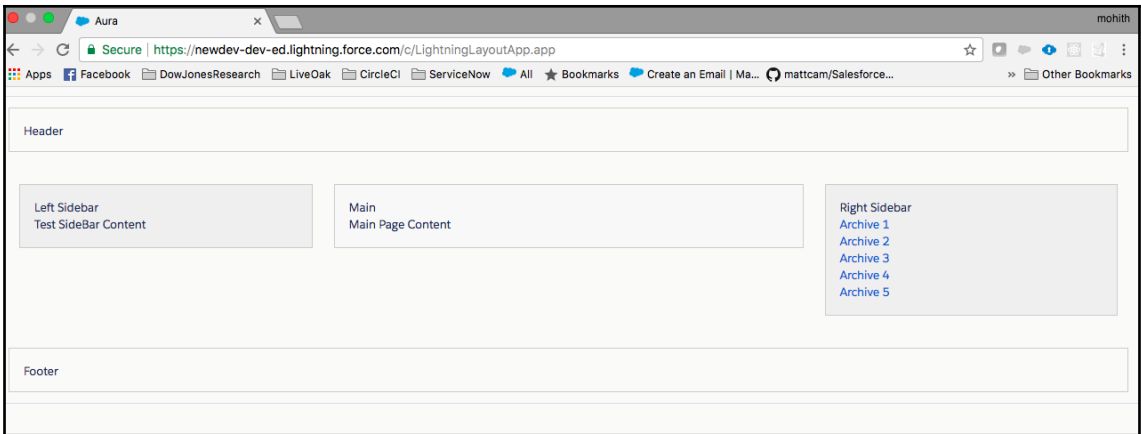 Aura
mohith
Secure | https://newdev-dev-ed.lightning.force.com/c/LightningLayoutApp.app
Apps Facebook DowJonesResearch LiveOak CircleCI ServiceNow All Bookmarks Create an Email | Ma... mattcam/Salesforce... » Other Bookmarks
Header
Left Sidebar
Test SideBar Content
Main
Main Page Content
Right Sidebar
Archive 1
Archive 2
Archive 3
Archive 4
Archive 5
Footer